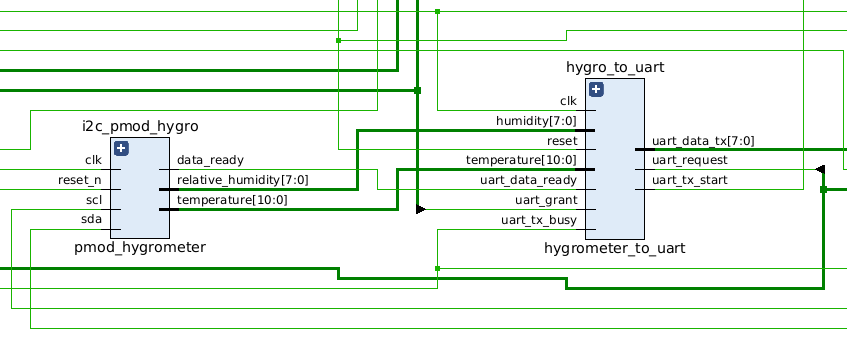 i2c_pmod_hygro
clk
reset_n
scl
sda
data_ready
relative_humidity[7:0]
temperature[10:0]
pmod_hygrometer
hygro_to_uart
clk
humidity[7:0]
reset
temperature[10:0]
uart_data_ready
uart_grant
uart_tx_busy
uart_data_tx[7:0]
uart_request
uart_tx_start
hygrometer_to_uart